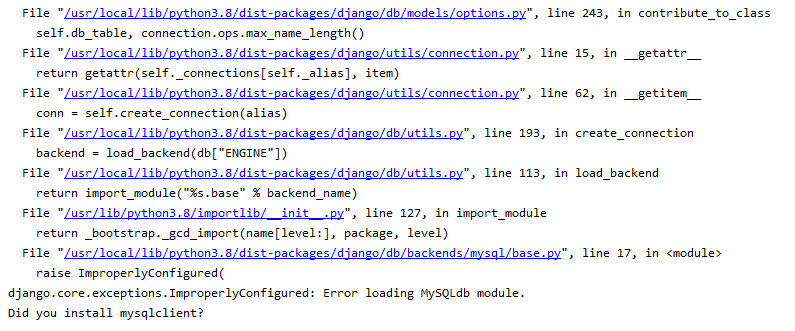 File "/usr/local/lib/python3.8/dist-packages/django/db/models/options.py", line 243, in contribute_to_class
self.db_table, connection.ops.max_name_length()
File "/usr/local/lib/python3.8/dist-packages/django/utils/connection.py", line 15, in __getattr__
return getattr(self._connections[self._alias], item)
File "/usr/local/lib/python3.8/dist-packages/django/utils/connection.py", line 62, in __getitem__
conn = self.create_connection(alias)
File "/usr/local/lib/python3.8/dist-packages/django/db/utils.py", line 193, in create_connection
backend = load_backend(db["ENGINE"])
File "/usr/local/lib/python3.8/dist-packages/django/db/utils.py", line 113, in load_backend
return import_module("%s.base" % backend_name)
File "/usr/lib/python3.8/importlib/__init__.py", line 127, in import_module
return _bootstrap._gcd_import(name[level:], package, level)
File "/usr/local/lib/python3.8/dist-packages/django/db/backends/mysql/base.py", line 17, in <module>
raise ImproperlyConfigured(
django.core.exceptions.ImproperlyConfigured: Error loading MySQLdb module.
Did you install mysqlclient?